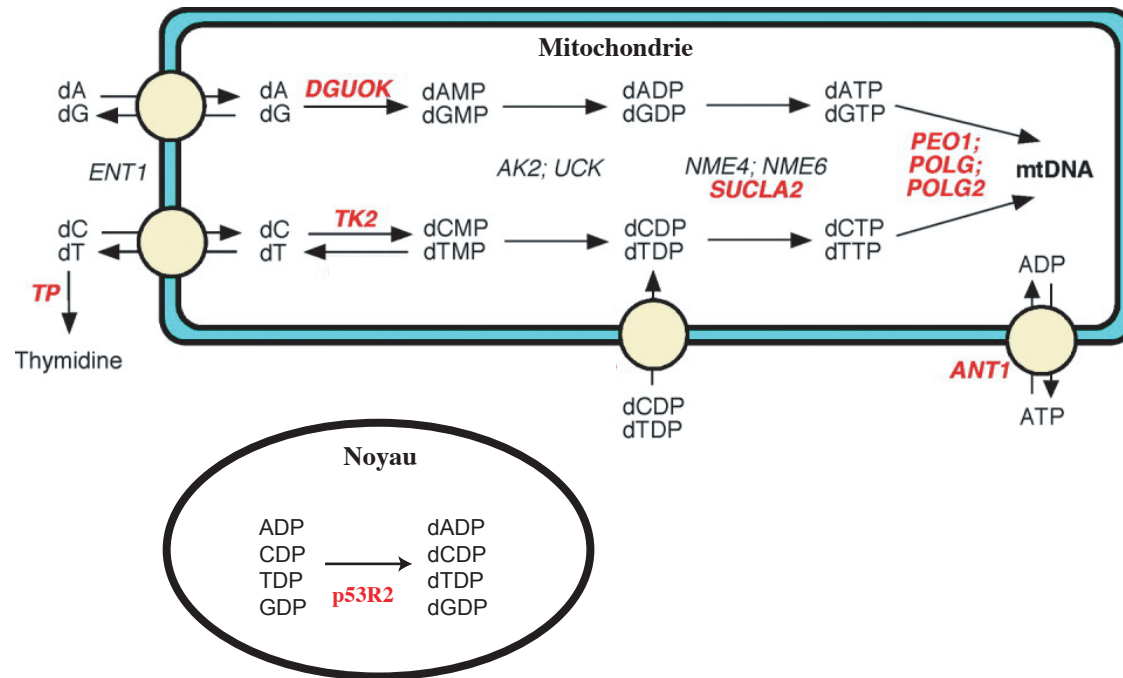 Mitochondrie
dA
dG
dA
dG
DGUOK
dAMP
dGMP
dADP
dGDP
dATP
dGTP
ENT1
AK2; UCK
NME4; NME6
SUCLA2
PEO1;
POLG;
POLG2
mtDNA
dC
dT
dC
dT
TK2
dCMP
dTMP
dCDP
dTDP
dCTP
dTTP
TP
Thymidine
ADP
ANT1
ATP
dCDP
dTDP
Noyau
ADP
CDP
TDP
GDP
p53R2
dADP
dCDP
dTDP
dGDP